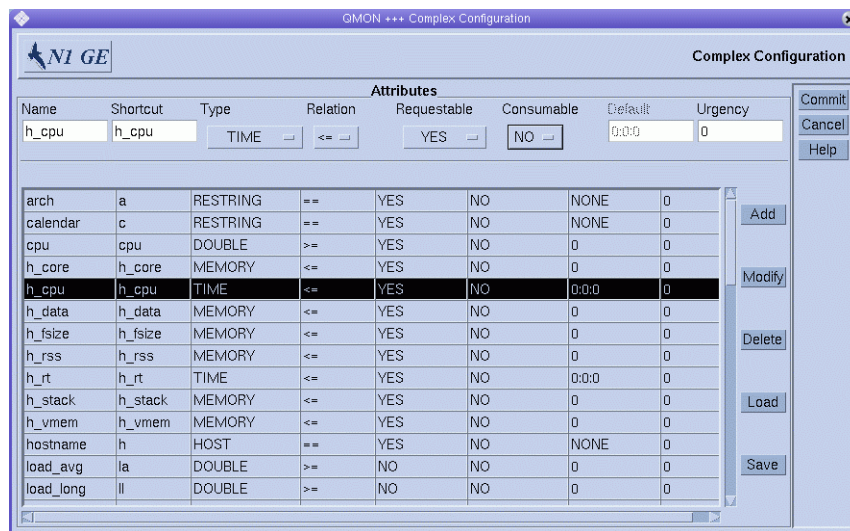 QMON +++ Complex Configuration
N1 GE
Complex Configuration
Attributes
Name Shortcut Type Relation Requestable Consumable Default Urgency
h_cpu h_cpu TIME <= YES NO 0:0:0 0
Commit
Cancel
Help
arch a RESTRING == YES NO NONE 0
calendar c RESTRING == YES NO NONE 0
cpu cpu DOUBLE >= YES NO 0 0
h_core h_core MEMORY <= YES NO 0 0
h_cpu h_cpu TIME <= YES NO 0:0:0 0
h_data h_data MEMORY <= YES NO 0 0
h_fsize h_fsize MEMORY <= YES NO 0 0
h_rss h_rss MEMORY <= YES NO 0 0
h_rt h_rt TIME <= YES NO 0:0:0 0
h_stack h_stack MEMORY <= YES NO 0 0
h_vmem h_vmem MEMORY <= YES NO 0 0
hostname h HOST == YES NO NONE 0
load_avg la DOUBLE >= NO NO 0 0
load_long ll DOUBLE >= NO NO 0 0
Add
Modify
Delete
Load
Save